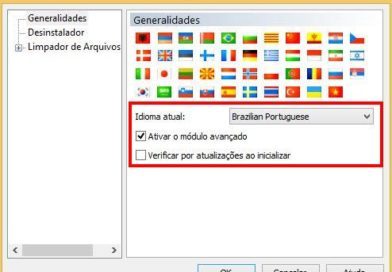 Generalidades
Desinstalador
Limpador de Arquivos
Generalidades
Idioma atual: Brazilian Portuguese
Ativar o módulo avançado
Verificar por atualizações ao inicializar
OK Cancelar Ajuda